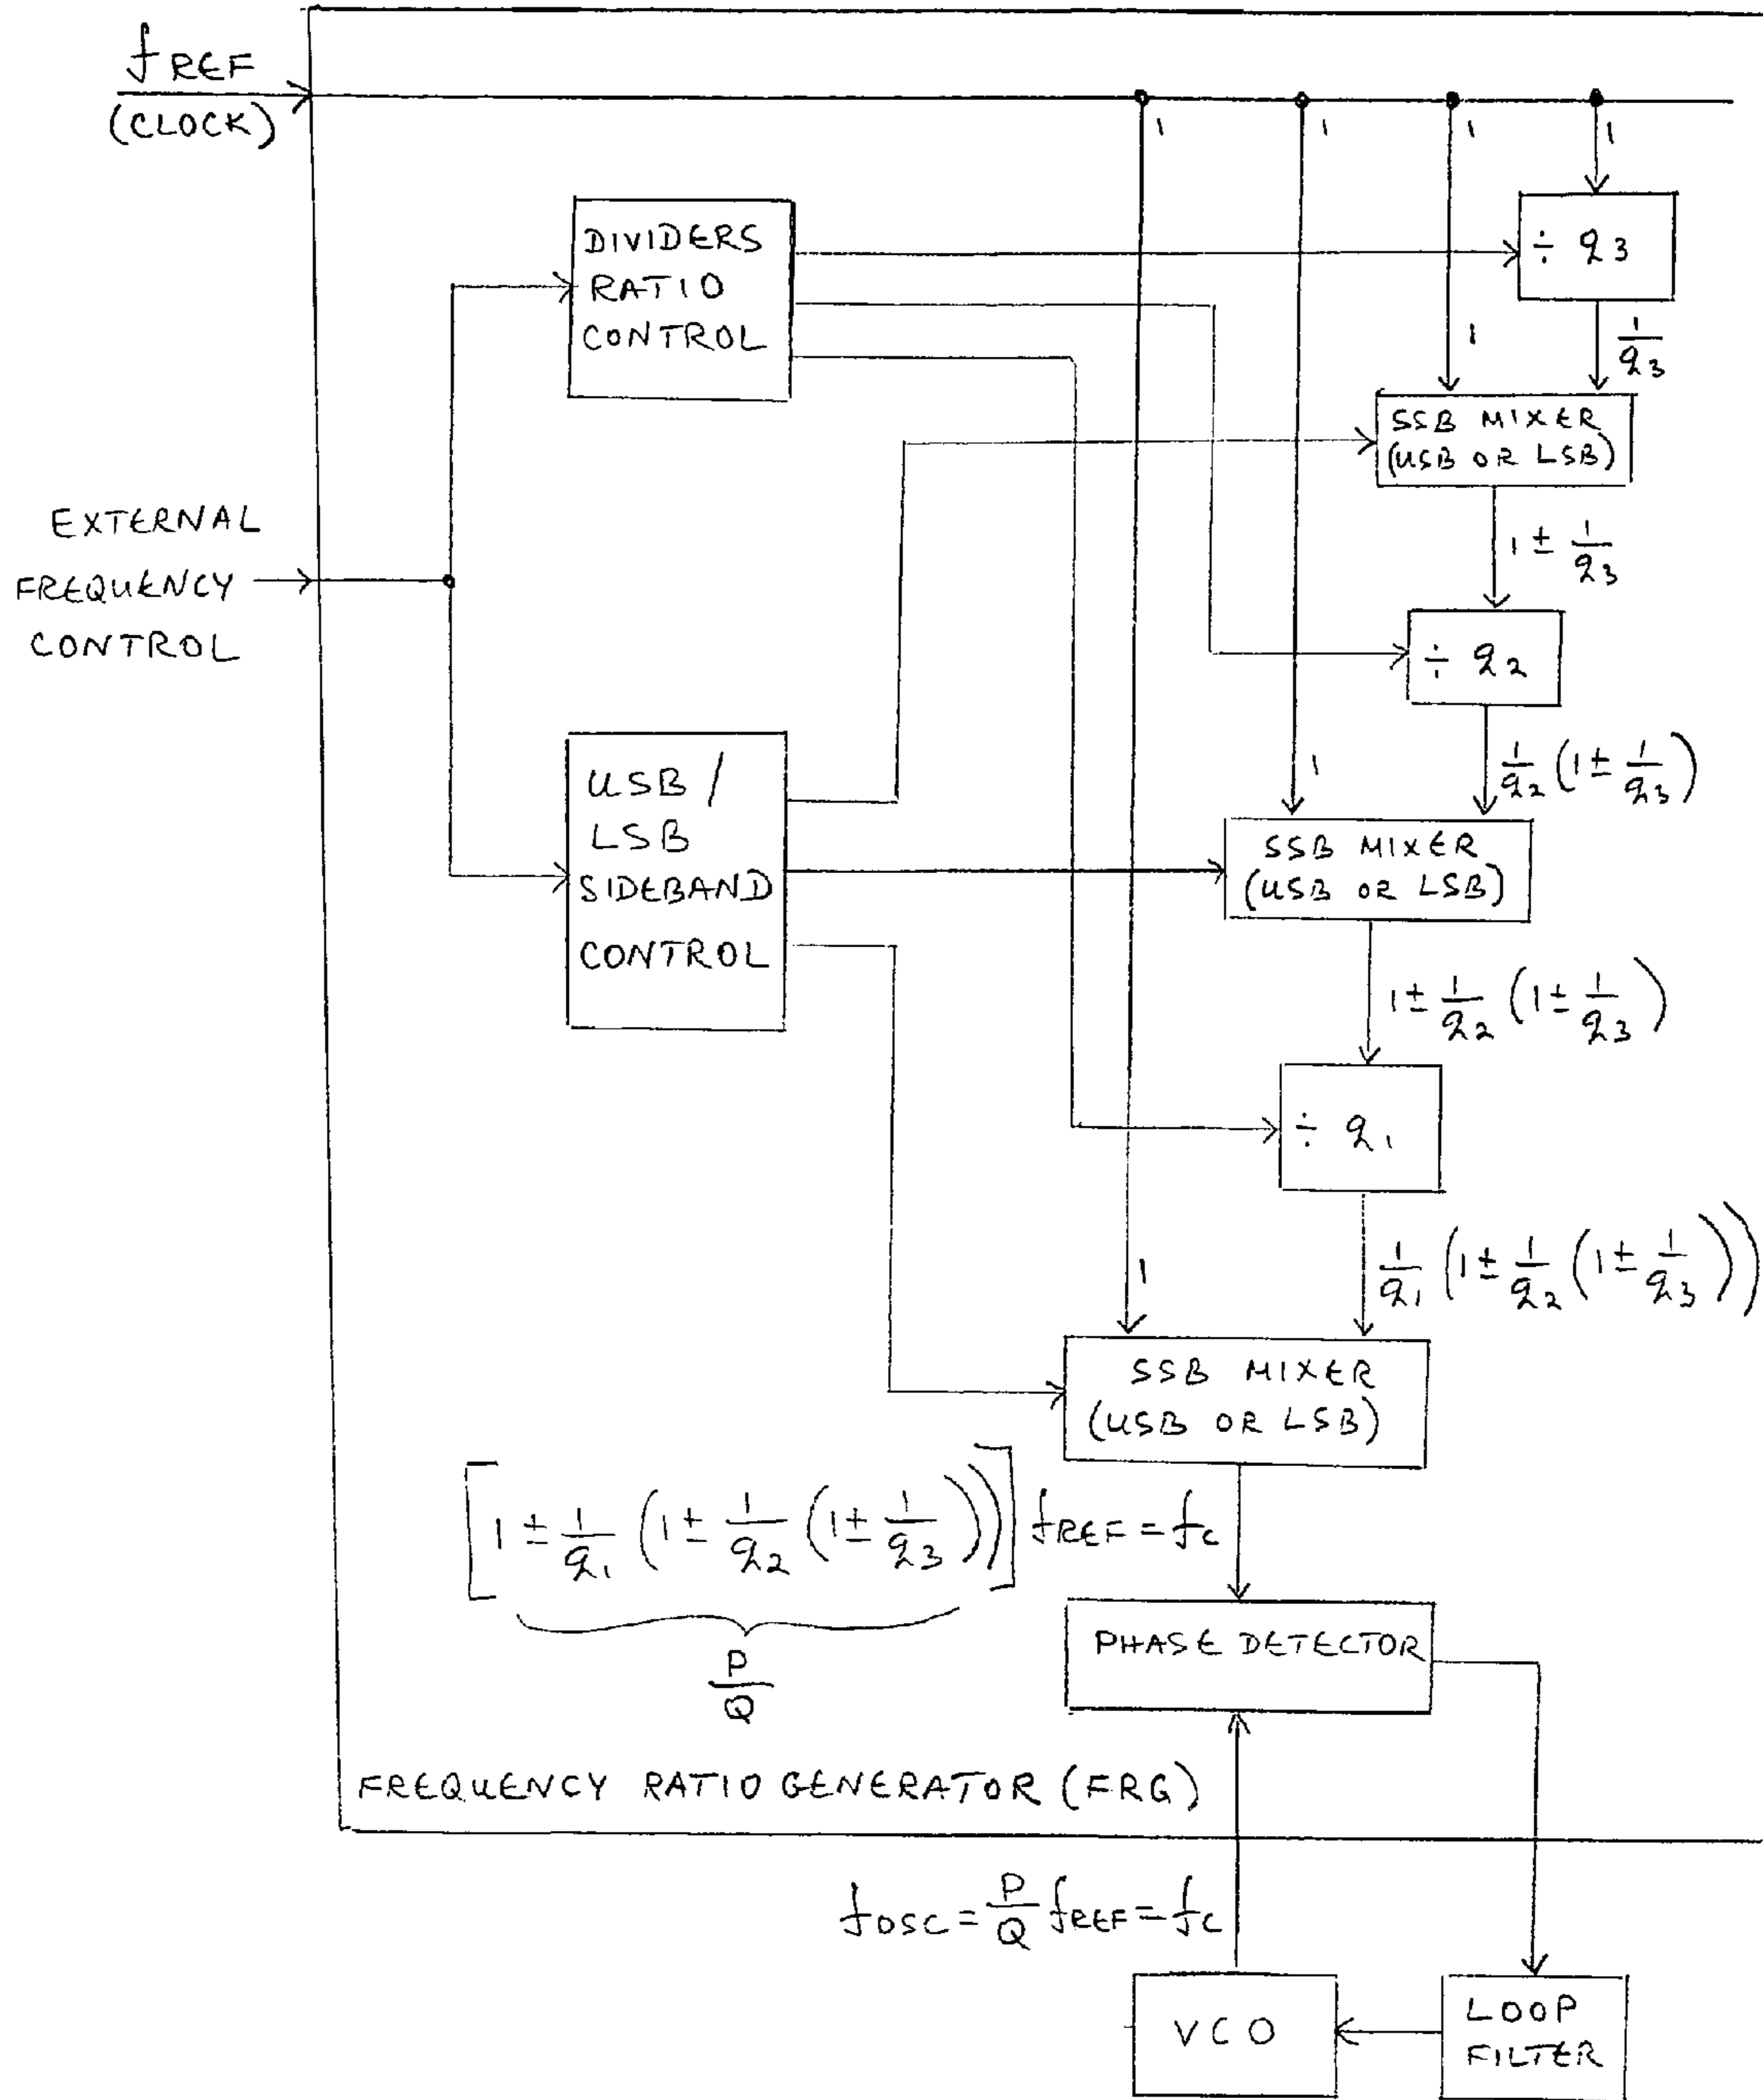 fREF
(CLOCK)
1 1 1 1
DIVIDERS
RATIO
CONTROL
÷ q3
1
1/q3
SSB MIXER
(USB OR LSB)
EXTERNAL
FREQUENCY
CONTROL
1 ± 1/q3
÷ q2
1/q2 (1 ± 1/q3)
USB /
LSB
SIDEBAND
CONTROL
1
SSB MIXER
(USB OR LSB)
1 ± 1/q2 (1 ± 1/q3)
÷ q1
1/q1 (1 ± 1/q2 (1 ± 1/q3))
1
SSB MIXER
(USB OR LSB)
[1 ± 1/q1 (1 ± 1/q2 (1 ± 1/q3))] fREF = fc
P/Q
PHASE DETECTOR
FREQUENCY RATIO GENERATOR (FRG)
fOSC = P/Q fREF = fc
VCO
LOOP
FILTER